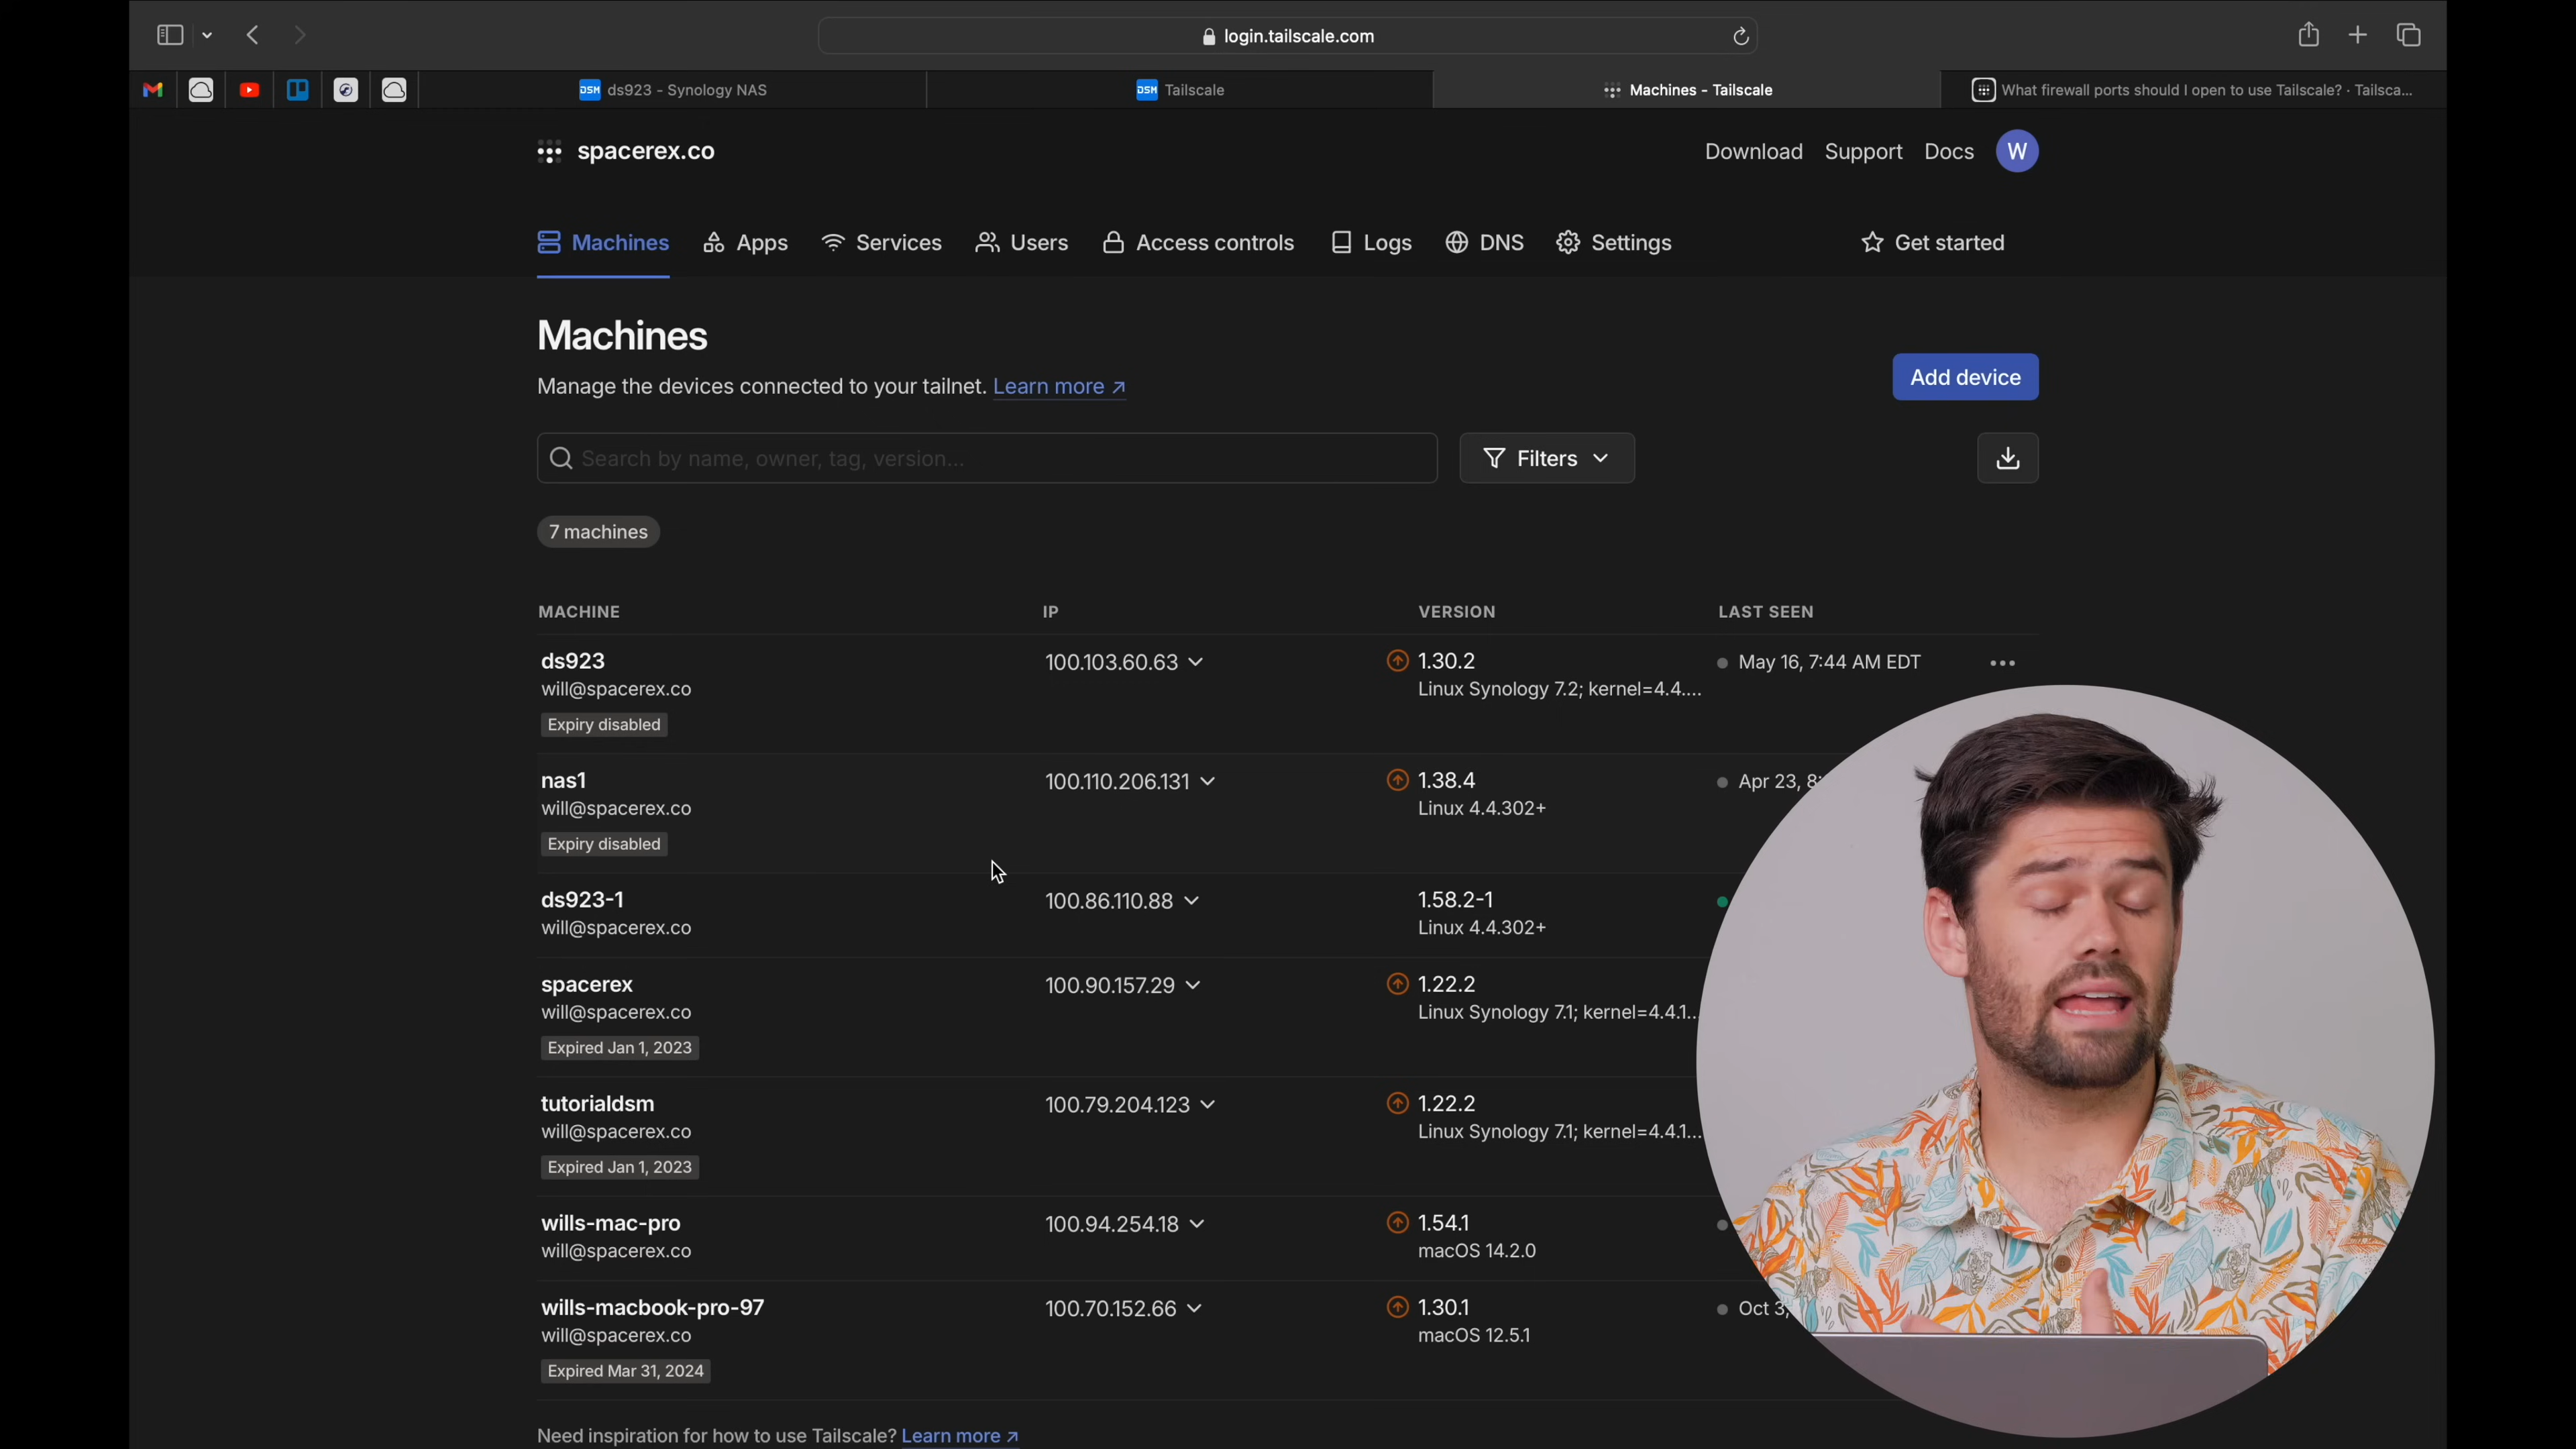 login.tailscale.com
DSM ds923 - Synology NAS
DSM Tailscale
Machines - Tailscale
What firewall ports should I open to use Tailscale? · Tailsca...
spacerex.co
Download Support Docs W
Machines Apps Services Users Access controls Logs DNS Settings Get started
Machines
Manage the devices connected to your tailnet. Learn more ↗
Add device
Search by name, owner, tag, version...
Filters
7 machines
MACHINE IP VERSION LAST SEEN
ds923 100.103.60.63 1.30.2 May 16, 7:44 AM EDT
will@spacerex.co Linux Synology 7.2; kernel=4.4....
Expiry disabled
nas1 100.110.206.131 1.38.4 Apr 23, 8:
will@spacerex.co Linux 4.4.302+
Expiry disabled
ds923-1 100.86.110.88 1.58.2-1
will@spacerex.co Linux 4.4.302+
spacerex 100.90.157.29 1.22.2
will@spacerex.co Linux Synology 7.1; kernel=4.4.1...
Expired Jan 1, 2023
tutorialdsm 100.79.204.123 1.22.2
will@spacerex.co Linux Synology 7.1; kernel=4.4.1...
Expired Jan 1, 2023
wills-mac-pro 100.94.254.18 1.54.1
will@spacerex.co macOS 14.2.0
wills-macbook-pro-97 100.70.152.66 1.30.1 Oct 3,
will@spacerex.co macOS 12.5.1
Expired Mar 31, 2024
Need inspiration for how to use Tailscale? Learn more ↗